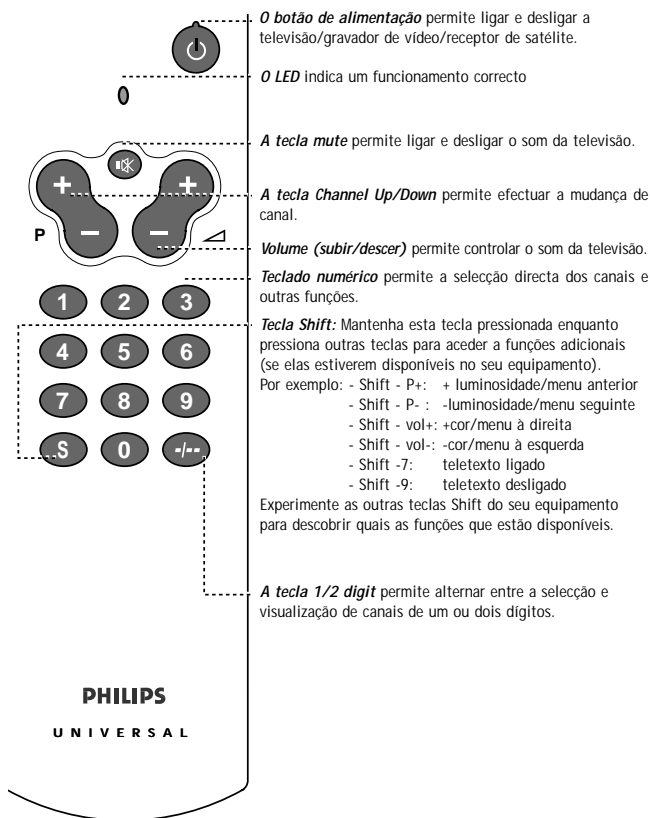 O botão de alimentação permite ligar e desligar a
televisão/gravador de vídeo/receptor de satélite.
O LED indica um funcionamento correcto
A tecla mute permite ligar e desligar o som da televisão.
A tecla Channel Up/Down permite efectuar a mudança de
canal.
Volume (subir/descer) permite controlar o som da televisão.
Teclado numérico permite a selecção directa dos canais e
outras funções.
Tecla Shift: Mantenha esta tecla pressionada enquanto
pressiona outras teclas para aceder a funções adicionais
(se elas estiverem disponíveis no seu equipamento).
Por exemplo: - Shift - P+: + luminosidade/menu anterior
- Shift - P- : -luminosidade/menu seguinte
- Shift - vol+: +cor/menu à direita
- Shift - vol-: -cor/menu à esquerda
- Shift -7: teletexto ligado
- Shift -9: teletexto desligado
Experimente as outras teclas Shift do seu equipamento
para descobrir quais as funções que estão disponíveis.
A tecla 1/2 digit permite alternar entre a selecção e
visualização de canais de um ou dois dígitos.
+ +
P - -
1 2 3
4 5 6
7 8 9
S 0 -/--
PHILIPS
UNIVERSAL